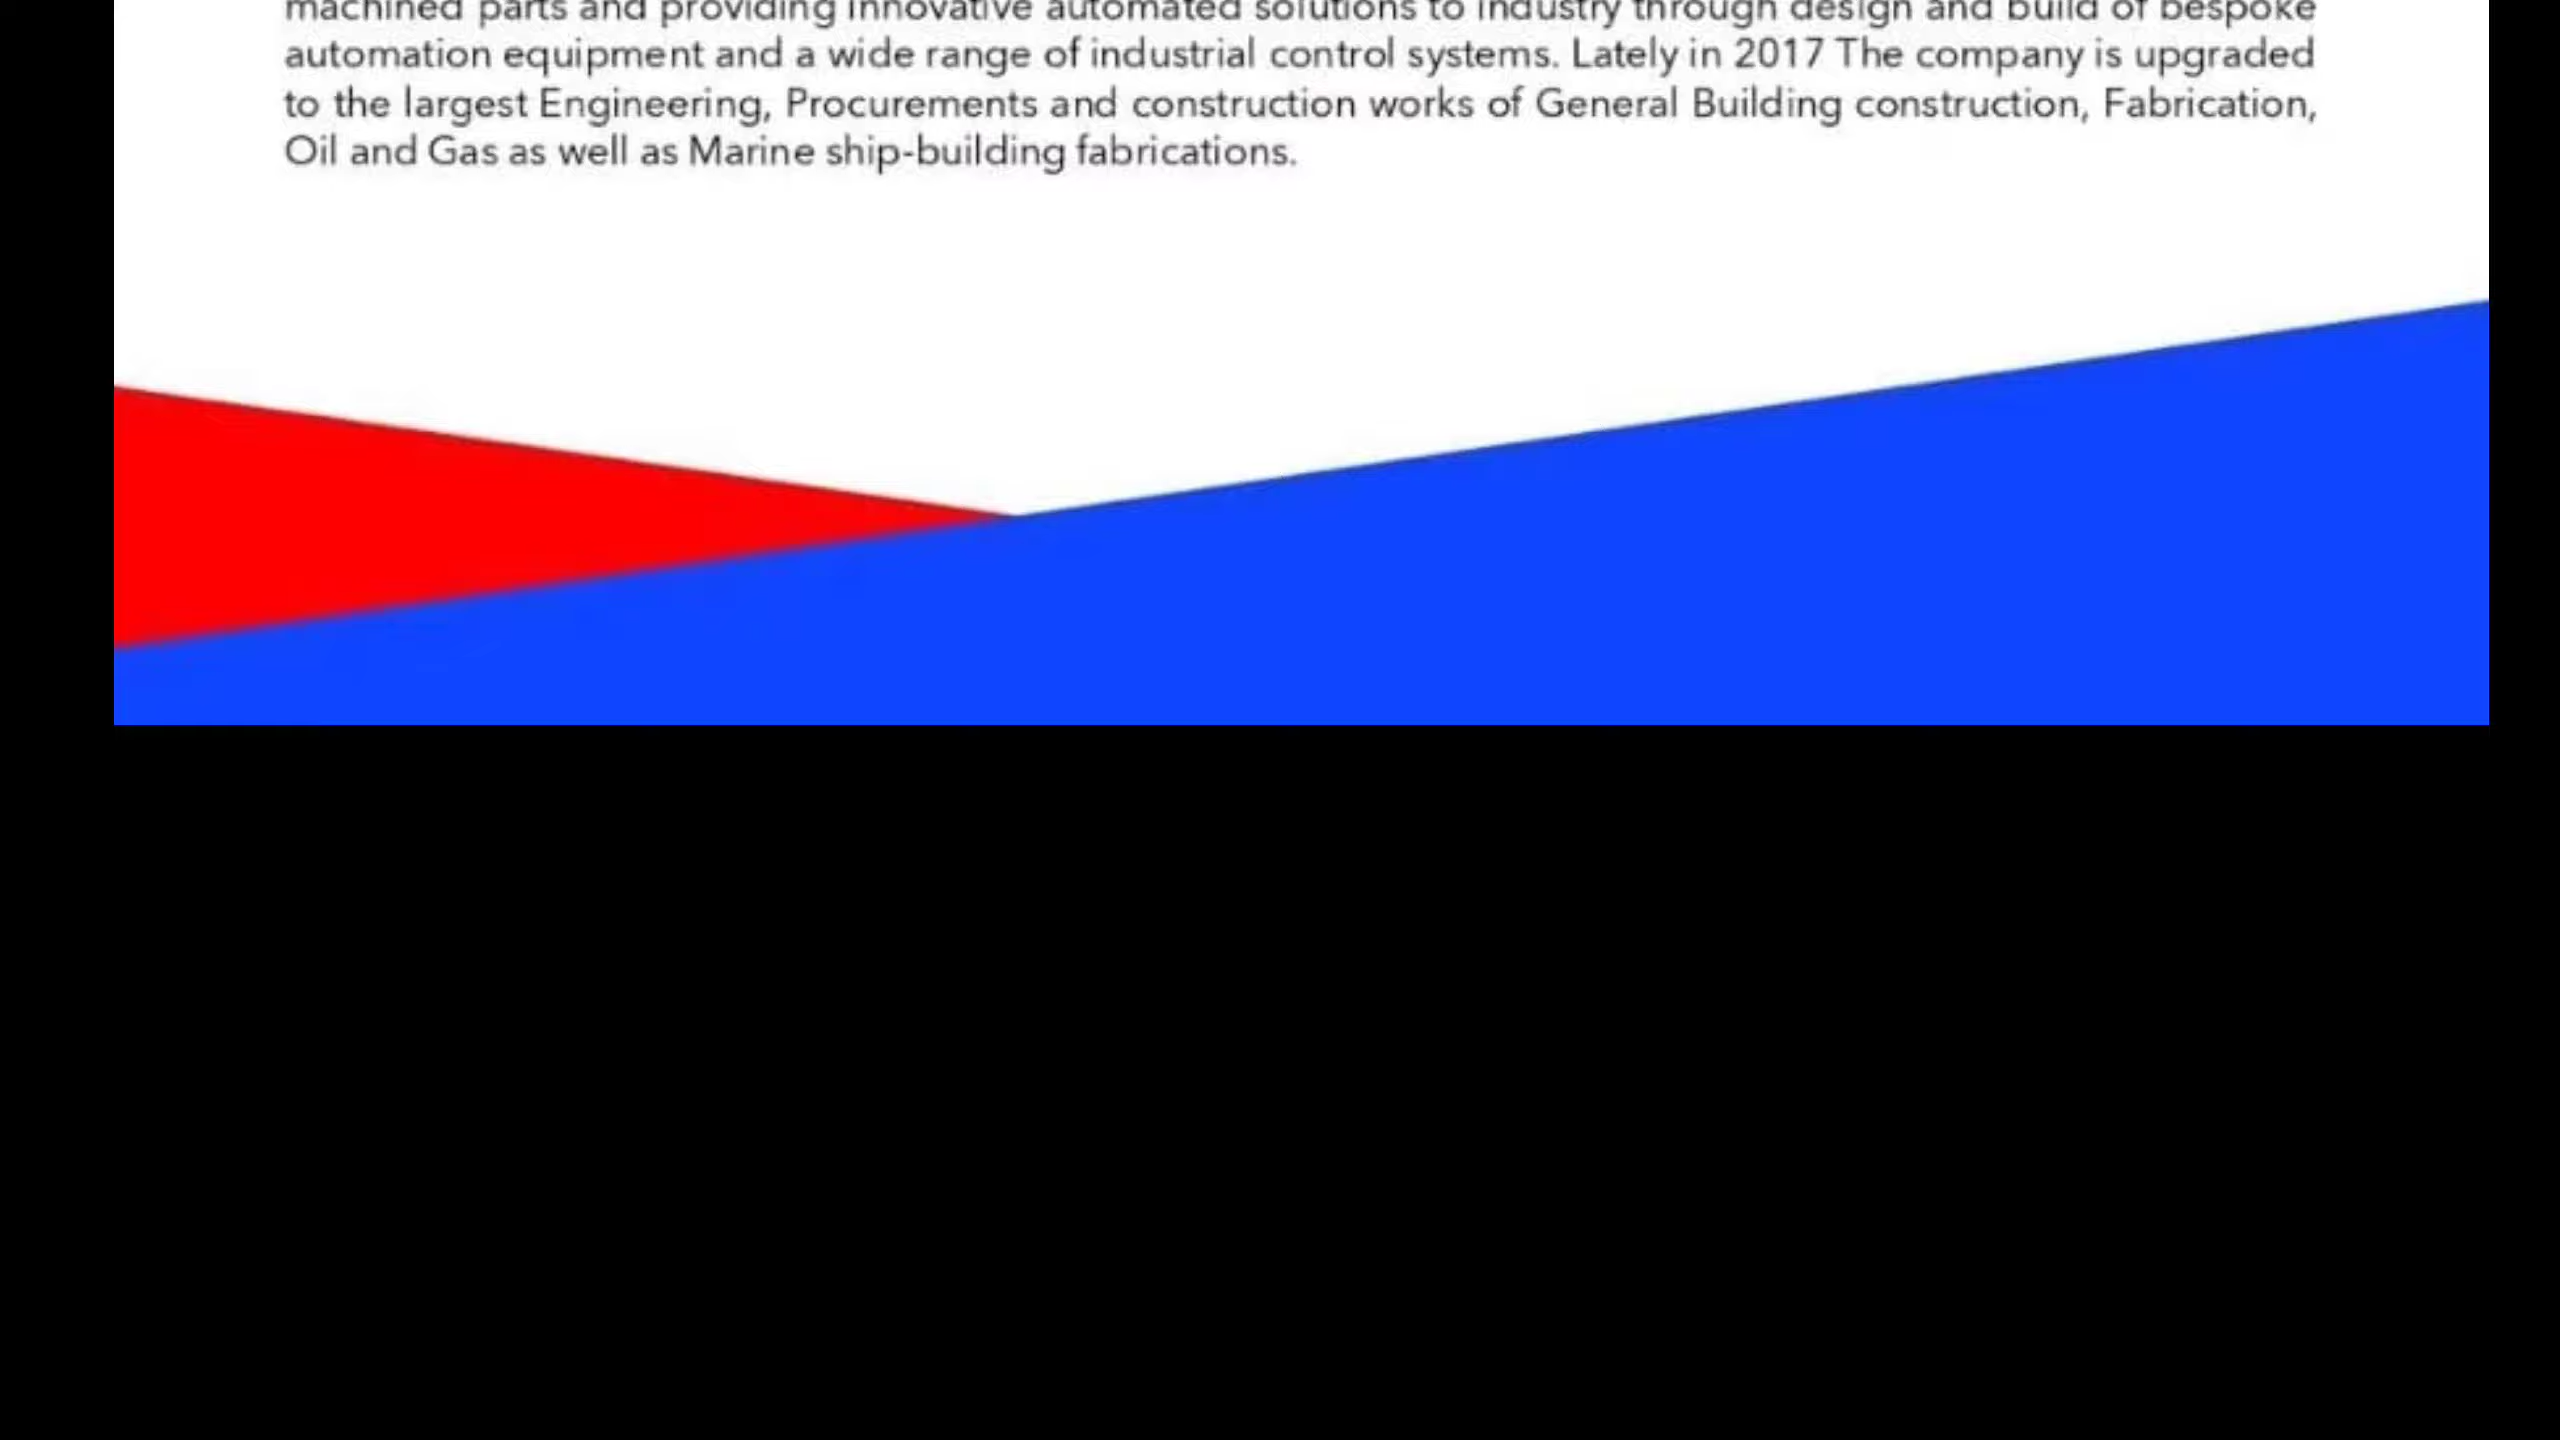 machined parts and providing innovative automated solutions to industry through design and build of bespoke
automation equipment and a wide range of industrial control systems. Lately in 2017 The company is upgraded
to the largest Engineering, Procurements and construction works of General Building construction, Fabrication,
Oil and Gas as well as Marine ship-building fabrications.